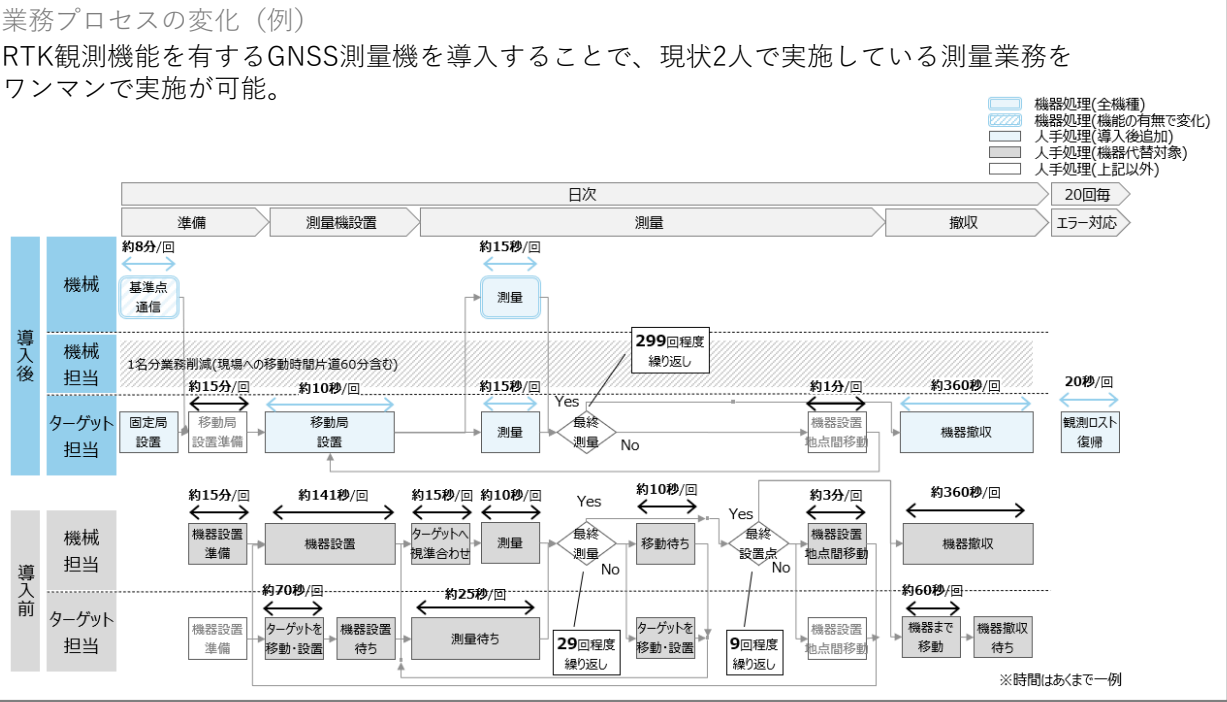 業務プロセスの変化（例）
RTK観測機能を有するGNSS測量機を導入することで、現状2人で実施している測量業務を
ワンマンで実施が可能。
機器処理(全機種)
機器処理(機能の有無で変化)
人手処理(導入後追加)
人手処理(機器代替対象)
人手処理(上記以外)
日次
20回毎
準備
測量機設置
測量
撤収
エラー対応
導入後
機械
約8分/回
基準点
通信
約15秒/回
測量
機械
担当
1名分業務削減(現場への移動時間片道60分含む)
299回程度
繰り返し
ターゲット
担当
固定局
設置
約15分/回
移動局
設置準備
約10秒/回
移動局
設置
約15秒/回
測量
Yes
最終
測量
No
約1分/回
機器設置
地点間移動
約360秒/回
機器撤収
20秒/回
観測ロスト
復帰
導入前
機械
担当
約15分/回
機器設置
準備
約141秒/回
機器設置
約15秒/回
ターゲットへ
視準合わせ
約10秒/回
測量
Yes
最終
測量
No
約10秒/回
移動待ち
Yes
最終
設置点
No
約3分/回
機器設置
地点間移動
約360秒/回
機器撤収
ターゲット
担当
機器設置
準備
約70秒/回
ターゲットを
移動・設置
機器設置
待ち
約25秒/回
測量待ち
29回程度
繰り返し
ターゲットを
移動・設置
9回程度
繰り返し
機器設置
地点間移動
約60秒/回
機器まで
移動
機器撤収
待ち
※時間はあくまで一例